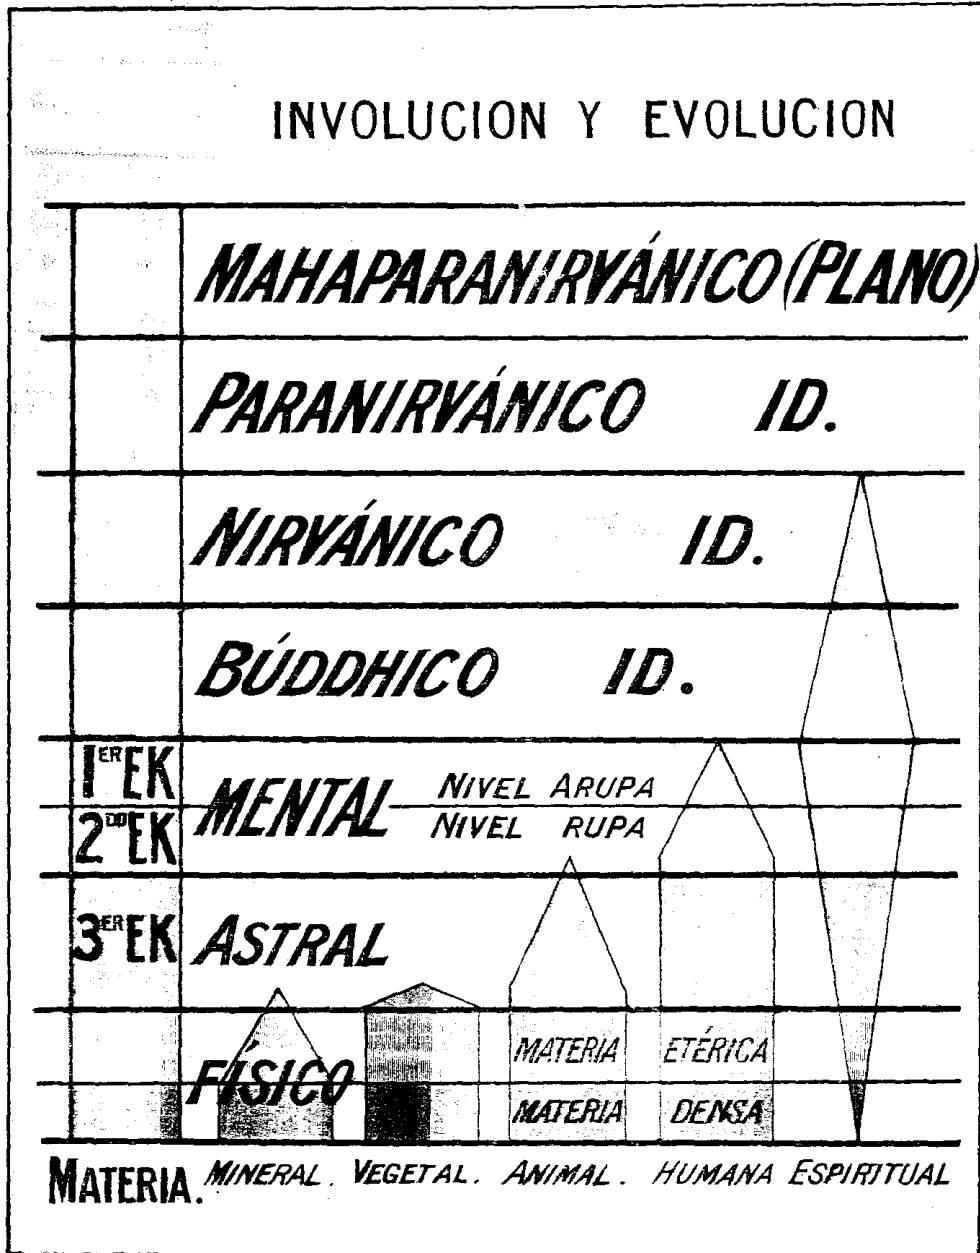 INVOLUCION Y EVOLUCION
MAHAPARANIRVÁNICO (PLANO)
PARANIRVÁNICO ID.
NIRVÁNICO ID.
BÚDDHICO ID.
1ER EK
MENTAL
NIVEL ARUPA
2DO EK
NIVEL RUPA
3ER EK
ASTRAL
FÍSICO
MATERIA ETÉRICA
MATERIA DENSA
MATERIA. MINERAL. VEGETAL. ANIMAL. HUMANA ESPIRITUAL